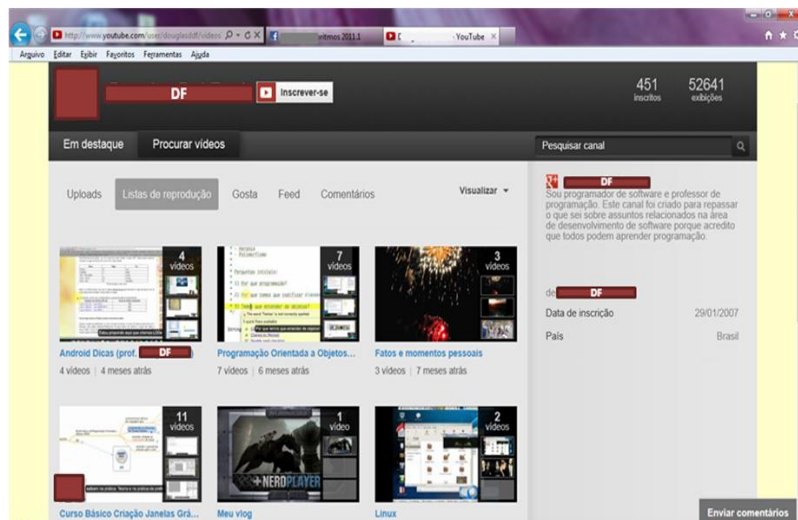 http://www.youtube.com/user/douglasddf/videos
ritmos 2011.1
YouTube
Arquivo Editar Exibir Favoritos Ferramentas Ajuda
DF
Inscrever-se
451 inscritos
52641 exibições
Em destaque Procurar vídeos
Pesquisar canal
Uploads Listas de reprodução Gosta Feed Comentários
Visualizar
4 vídeos
Android Dicas (prof. DF )
4 vídeos | 4 meses atrás
7 vídeos
Programação Orientada a Objetos...
7 vídeos | 6 meses atrás
3 vídeos
Fatos e momentos pessoais
3 vídeos | 7 meses atrás
11 vídeos
Curso Básico Criação Janelas Grá...
1 vídeo
+NERDPLAYER
Meu vlog
2 vídeos
Linux
DF
Sou programador de software e professor de
programação. Este canal foi criado para repassar
o que sei sobre assuntos relacionados na área
de desenvolvimento de software porque acredito
que todos podem aprender programação.
de DF
Data de inscrição 29/01/2007
País Brasil
Enviar comentários